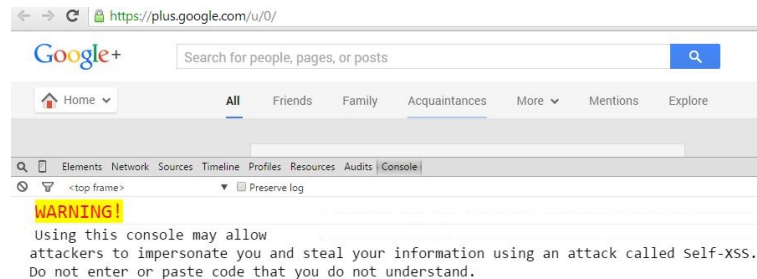 https://plus.google.com/u/0/
Google+ Search for people, pages, or posts
Home All Friends Family Acquaintances More Mentions Explore
Elements Network Sources Timeline Profiles Resources Audits Console
<top frame> Preserve log
WARNING!
Using this console may allow
attackers to impersonate you and steal your information using an attack called Self-XSS.
Do not enter or paste code that you do not understand.